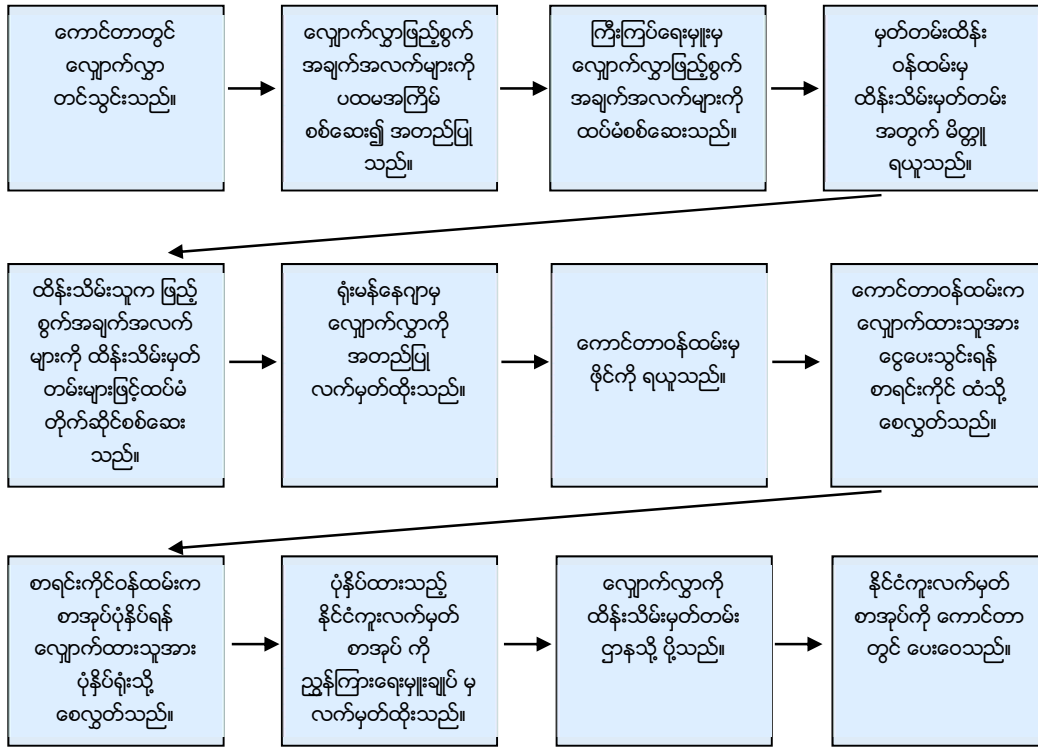 ကောင်တာတွင်
လျှောက်လွှာ
တင်သွင်းသည်။
လျှောက်လွှာဖြည့်စွက်
အချက်အလက်များကို
ပထမအကြိမ်
စစ်ဆေး၍ အတည်ပြု
သည်။
ကြီးကြပ်ရေးမှူးမှ
လျှောက်လွှာဖြည့်စွက်
အချက်အလက်များကို
ထပ်မံစစ်ဆေးသည်။
မှတ်တမ်းထိန်း
ဝန်ထမ်းမှ
ထိန်းသိမ်းမှတ်တမ်း
အတွက် မိတ္တူ
ရယူသည်။
ထိန်းသိမ်းသူက ဖြည့်
စွက်အချက်အလက်
များကို ထိန်းသိမ်းမှတ်
တမ်းများဖြင့်ထပ်မံ
တိုက်ဆိုင်စစ်ဆေး
သည်။
ရုံးမန်နေဂျာမှ
လျှောက်လွှာကို
အတည်ပြု
လက်မှတ်ထိုးသည်။
ကောင်တာဝန်ထမ်းမှ
ဖိုင်ကို ရယူသည်။
ကောင်တာဝန်ထမ်းက
လျှောက်ထားသူအား
ငွေပေးသွင်းရန်
စာရင်းကိုင် ထံသို့
စေလွှတ်သည်။
စာရင်းကိုင်ဝန်ထမ်းက
စာအုပ်ပုံနှိပ်ရန်
လျှောက်ထားသူအား
ပုံနှိပ်ရုံးသို့
စေလွှတ်သည်။
ပုံနှိပ်ထားသည့်
နိုင်ငံကူးလက်မှတ်
စာအုပ် ကို
ညွှန်ကြားရေးမှူးချုပ် မှ
လက်မှတ်ထိုးသည်။
လျှောက်လွှာကို
ထိန်းသိမ်းမှတ်တမ်း
ဌာနသို့ ပို့သည်။
နိုင်ငံကူးလက်မှတ်
စာအုပ်ကို ကောင်တာ
တွင် ပေးဝေသည်။